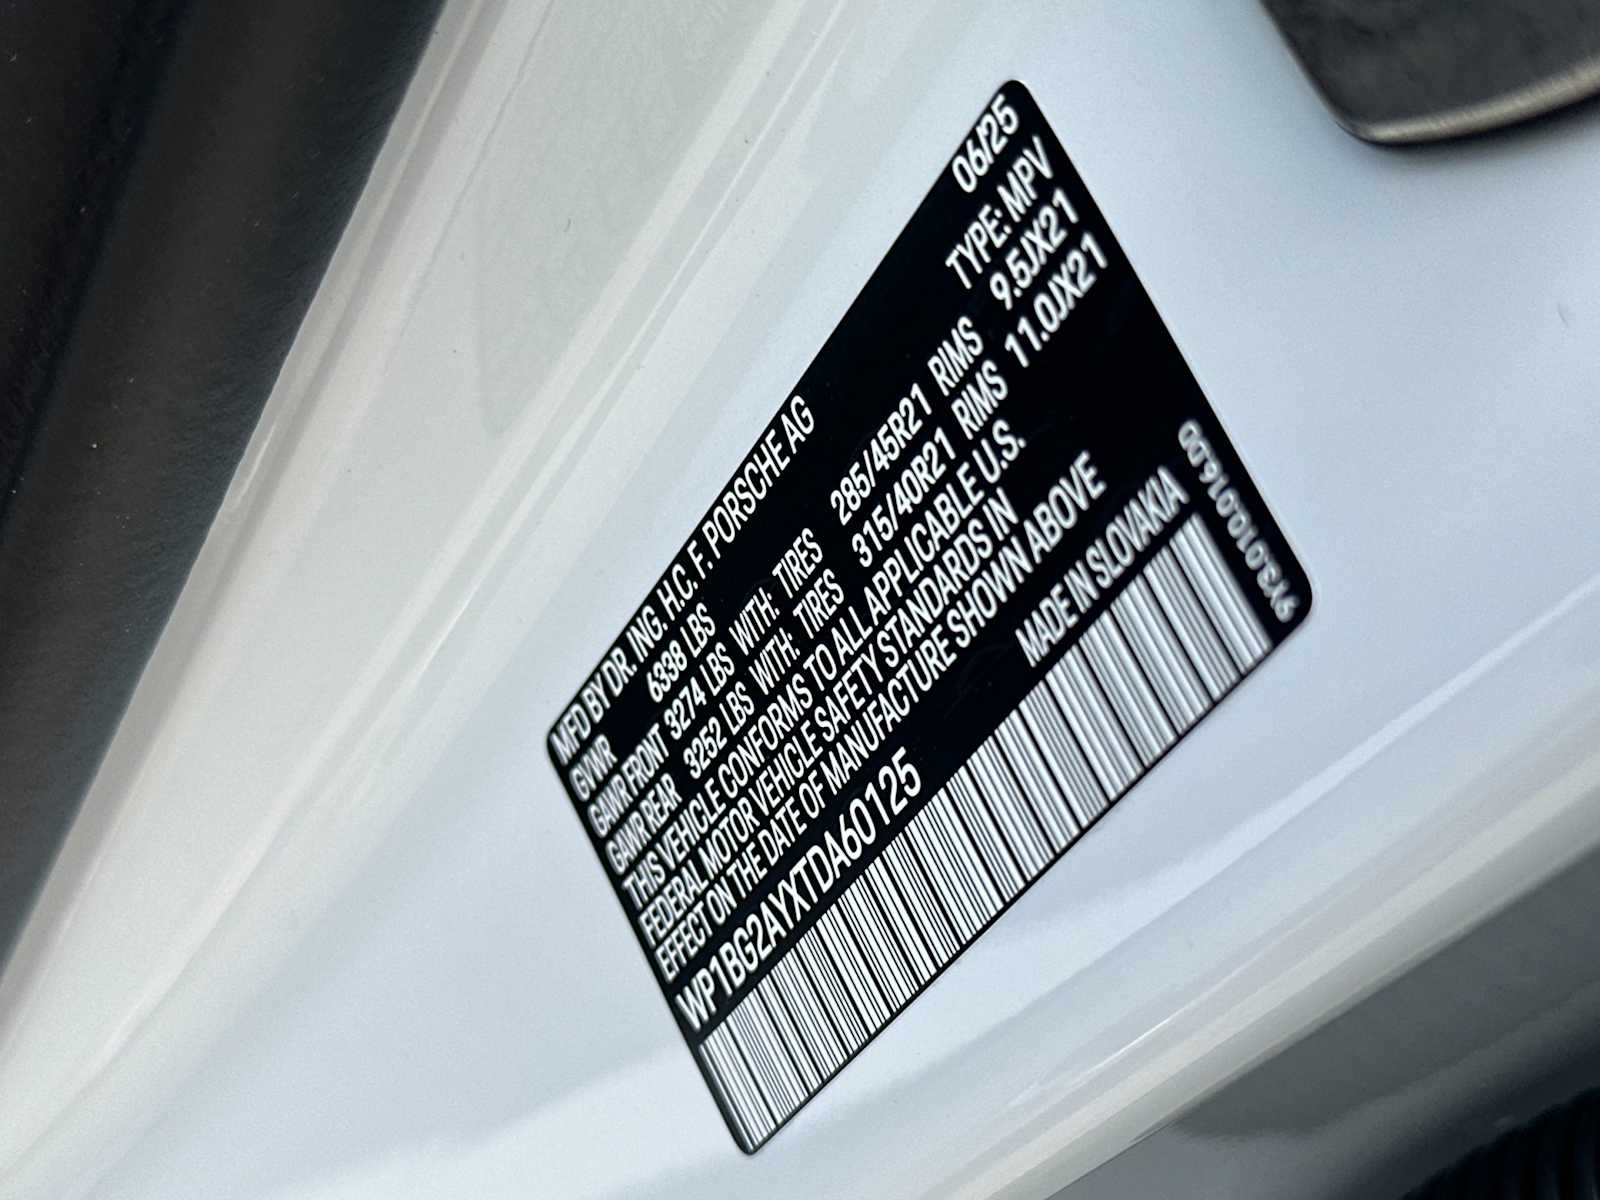 MFD BY DR. ING. H.C. F. PORSCHE AG 06/25
GVWR 6338 LBS TYPE: MPV
GAWR FRONT 3274 LBS WITH: TIRES 285/45R21 RIMS 9.5JX21
GAWR REAR 3252 LBS WITH: TIRES 315/40R21 RIMS 11.0JX21
THIS VEHICLE CONFORMS TO ALL APPLICABLE U.S.
FEDERAL MOTOR VEHICLE SAFETY STANDARDS IN
EFFECT ON THE DATE OF MANUFACTURE SHOWN ABOVE
WP1BG2AYXTDA60125 MADE IN SLOVAKIA